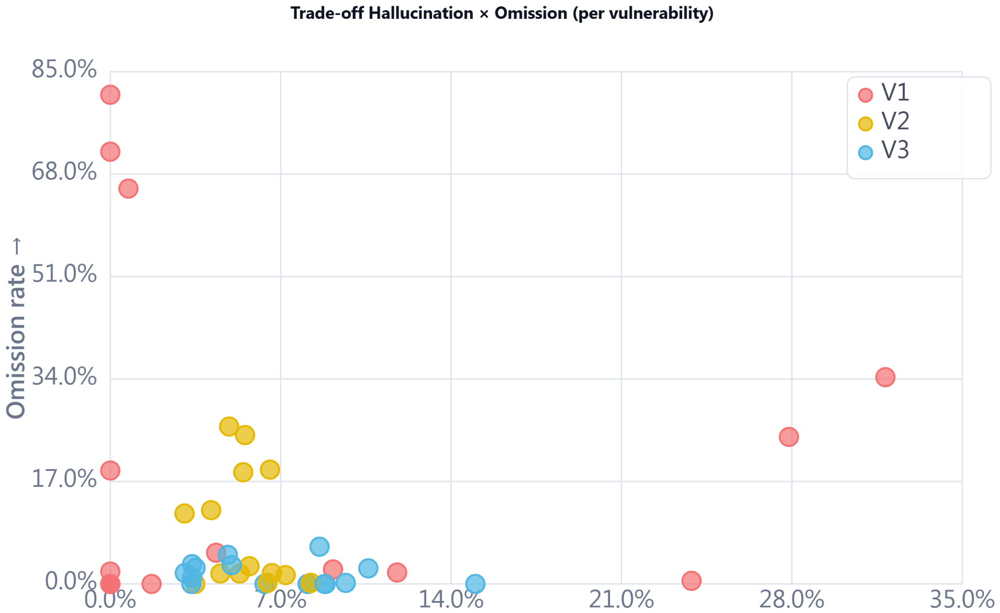 Trade-off Hallucination × Omission (per vulnerability)
85.0%
68.0%
51.0%
34.0%
17.0%
0.0%
Omission rate →
V1
V2
V3
0.0%
7.0%
14.0%
21.0%
28.0%
35.0%